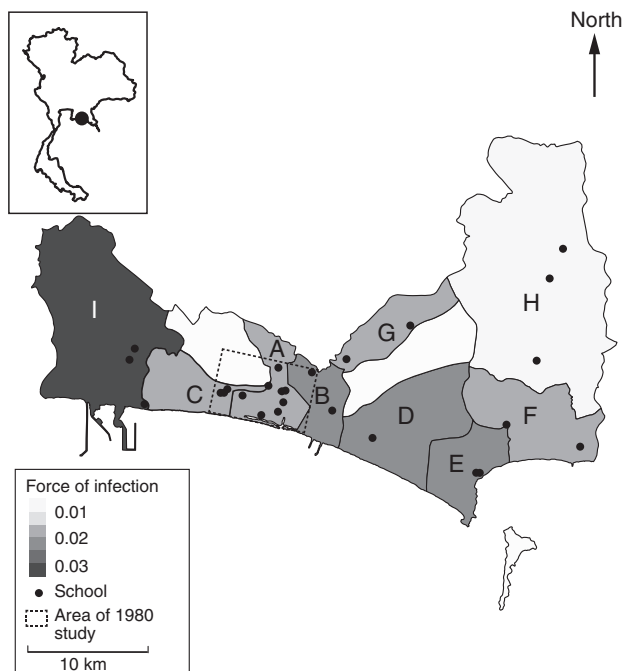 North
I
A
C
B
G
H
D
E
F
Force of infection
0.01
0.02
0.03
School
Area of 1980
study
10 km